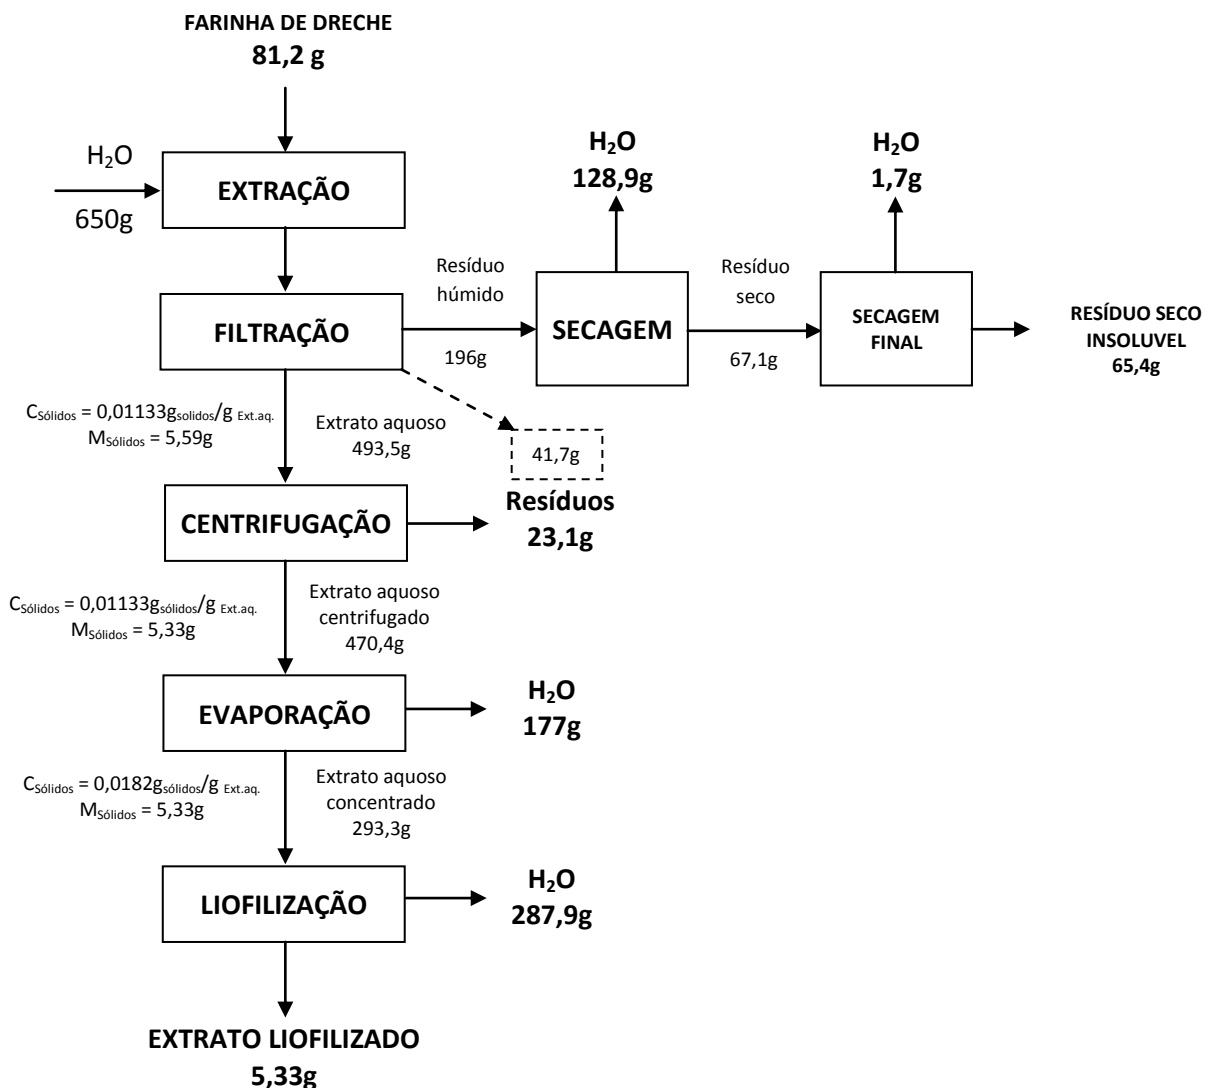 FARINHA DE DRECHE
81,2 g
H₂O
650g
EXTRAÇÃO
H₂O
128,9g
H₂O
1,7g
FILTRAÇÃO
Resíduo
húmido
196g
SECAGEM
Resíduo
seco
67,1g
SECAGEM
FINAL
RESÍDUO SECO
INSOLUVEL
65,4g
C_Sólidos = 0,01133g_solidos/g _Ext.aq.
M_Sólidos = 5,59g
Extrato aquoso
493,5g
41,7g
CENTRIFUGAÇÃO
Resíduos
23,1g
C_Sólidos = 0,01133g_sólidos/g _Ext.aq.
M_Sólidos = 5,33g
Extrato aquoso
centrifugado
470,4g
EVAPORAÇÃO
H₂O
177g
C_Sólidos = 0,0182g_sólidos/g _Ext.aq.
M_Sólidos = 5,33g
Extrato aquoso
concentrado
293,3g
LIOFILIZAÇÃO
H₂O
287,9g
EXTRATO LIOFILIZADO
5,33g